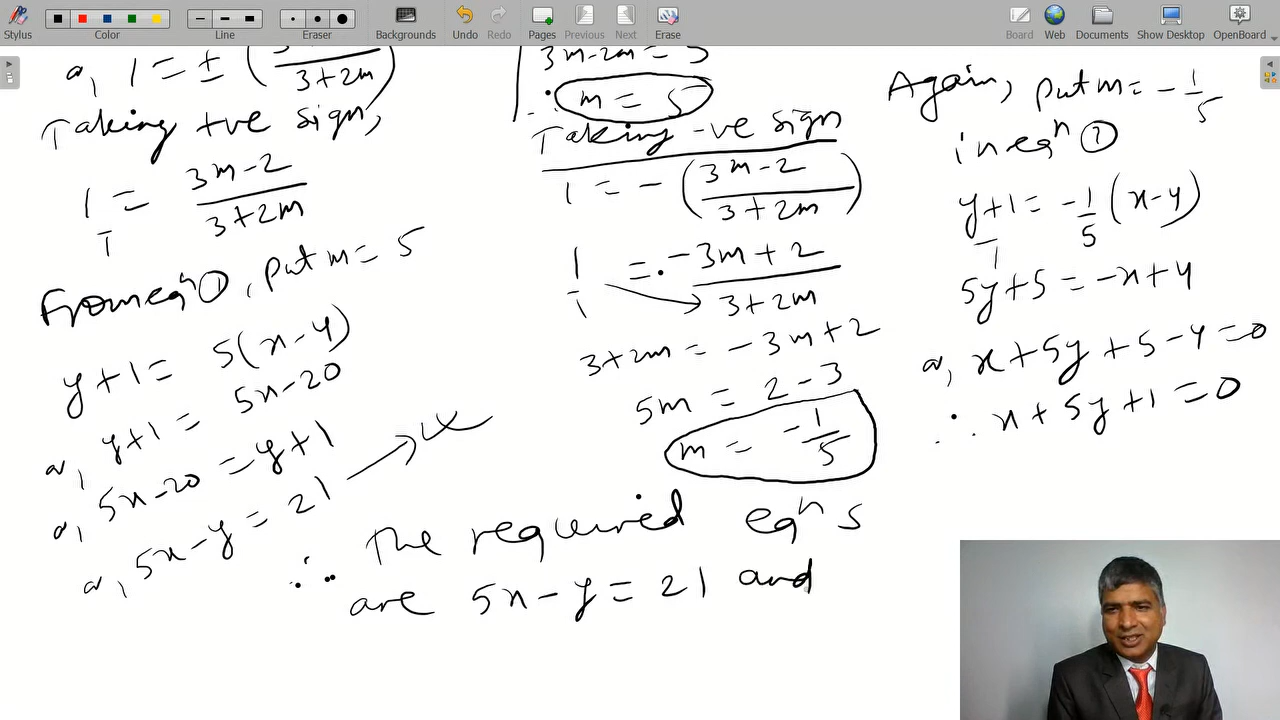 Stylus
Color
Line
Eraser
Backgrounds
Undo
Redo
Pages
Previous
Next
Erase
Board
Web
Documents
Show Desktop
OpenBoard
3+2m
Taking +ve sign,
1/1 = (3m-2)/(3+2m)
From eqⁿ ①, put m = 5
y+1 = 5(x-4)
or, y+1 = 5x-20
or, 5x-20 = y+1
or, 5x-y = 21
3m-2m = 5
∴ m = 5
Taking -ve sign
1 = -((3m-2)/(3+2m))
1/1 = (-3m+2)/(3+2m)
3+2m = -3m+2
5m = 2-3
m = -1/5
Again, put m = -1/5
in eqⁿ ①
(y+1)/1 = -1/5 (x-4)
5y+5 = -x+4
or, x+5y+5-4=0
∴ x+5y+1=0
∴ The required eqⁿs
are 5x-y = 21 and